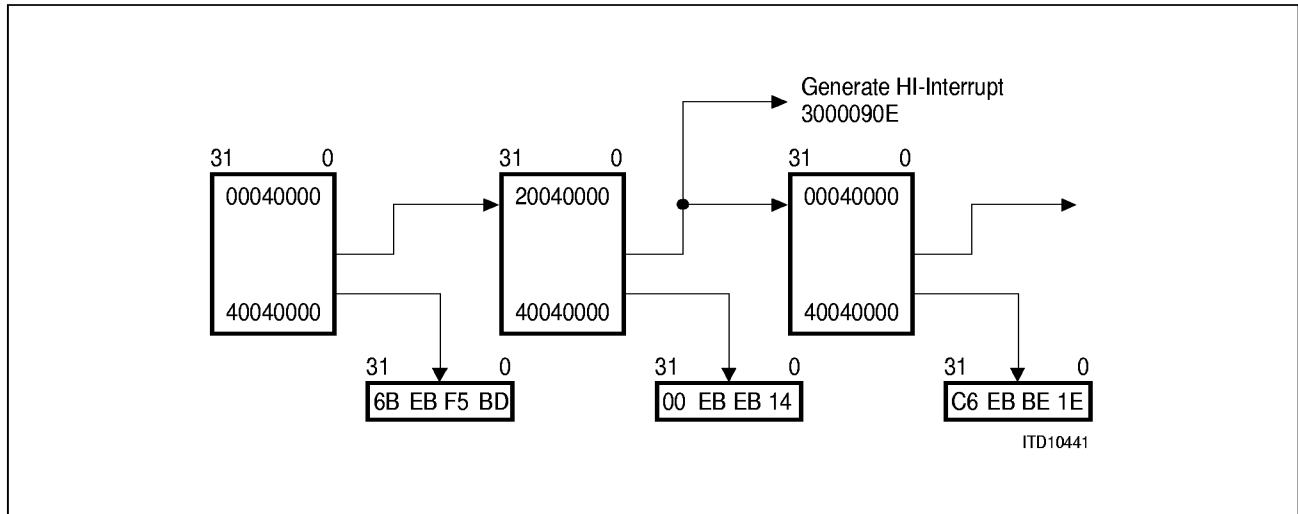 Generate HI-Interrupt
3000090E
31 0
31 0
31 0
00040000
20040000
00040000
40040000
40040000
40040000
31 0
31 0
31 0
6B EB F5 BD
00 EB EB 14
C6 EB BE 1E
ITD10441